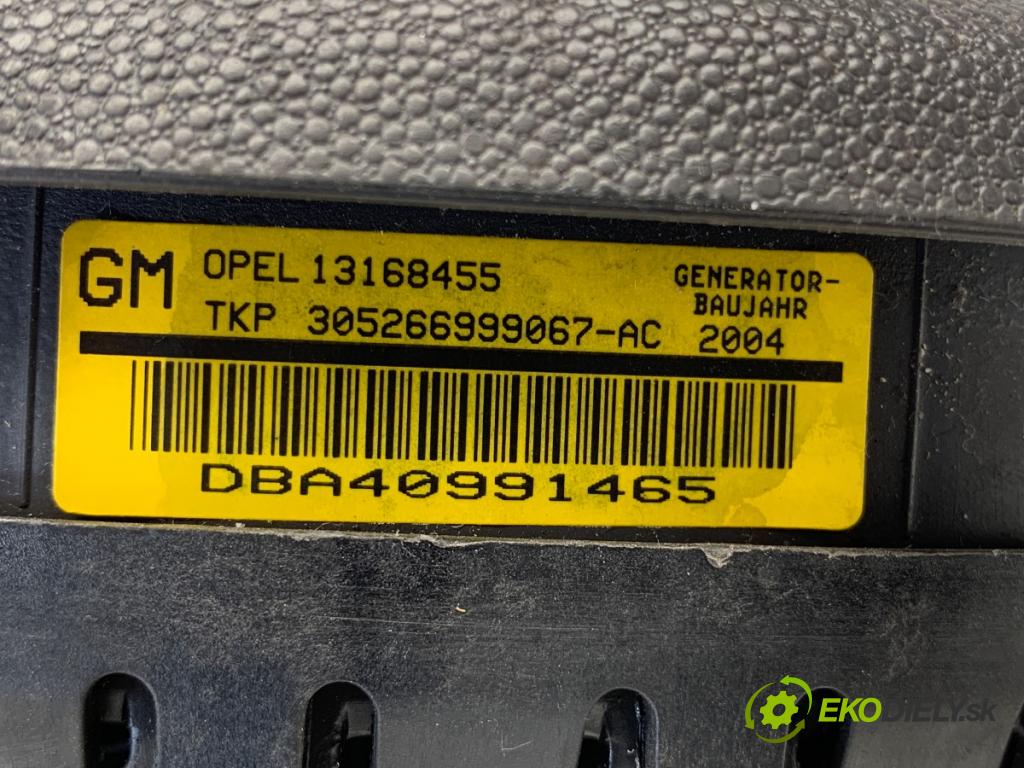 GM OPEL 13168455 GENERATOR-
BAUJAHR
TKP 305266999067-AC 2004
DBA40991465
EKODIELY.sk